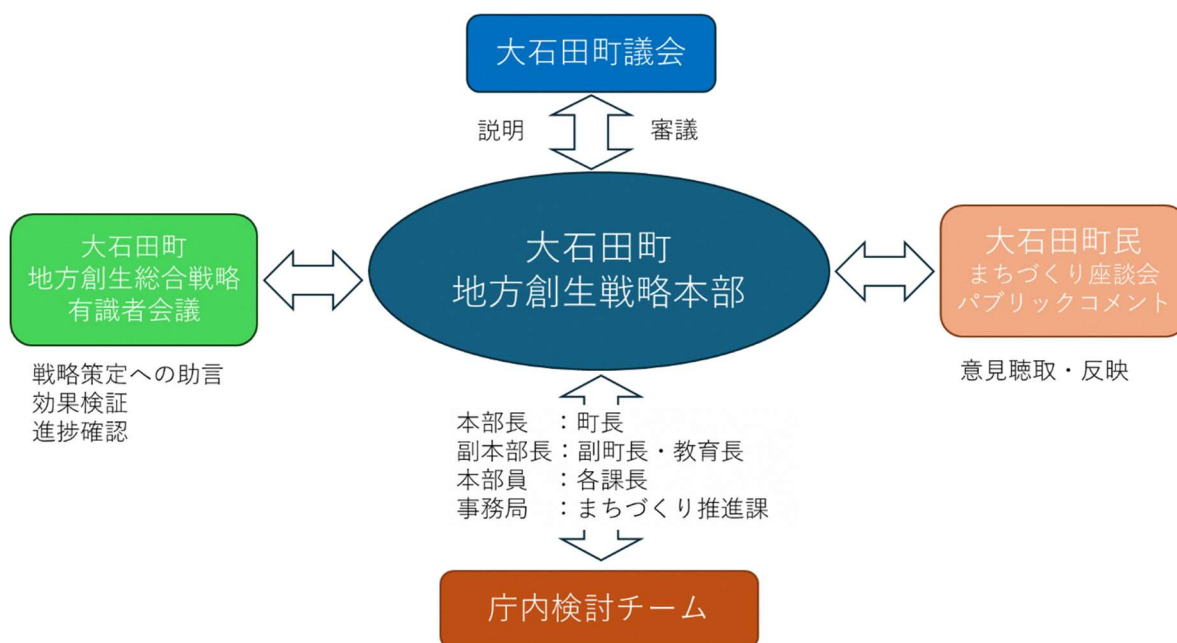 大石田町議会
説明
審議
大石田町
地方創生総合戦略
有識者会議
戦略策定への助言
効果検証
進捗確認
大石田町
地方創生戦略本部
大石田町民
まちづくり座談会
パブリックコメント
意見聴取・反映
本部長　：町長
副本部長：副町長・教育長
本部員　：各課長
事務局　：まちづくり推進課
庁内検討チーム